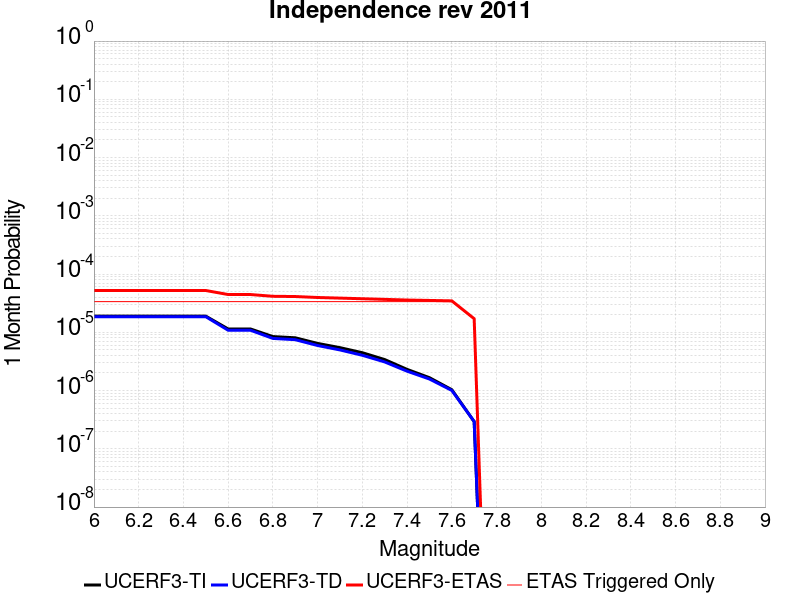 Independence rev 2011
1 Month Probability
10^0
10^-1
10^-2
10^-3
10^-4
10^-5
10^-6
10^-7
10^-8
6 6.2 6.4 6.6 6.8 7 7.2 7.4 7.6 7.8 8 8.2 8.4 8.6 8.8 9
Magnitude
UCERF3-TI UCERF3-TD UCERF3-ETAS ETAS Triggered Only